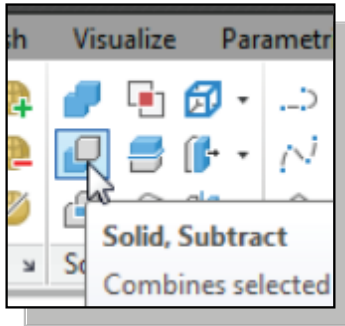 sh Visualize Parametr
So
Solid, Subtract
Combines selected